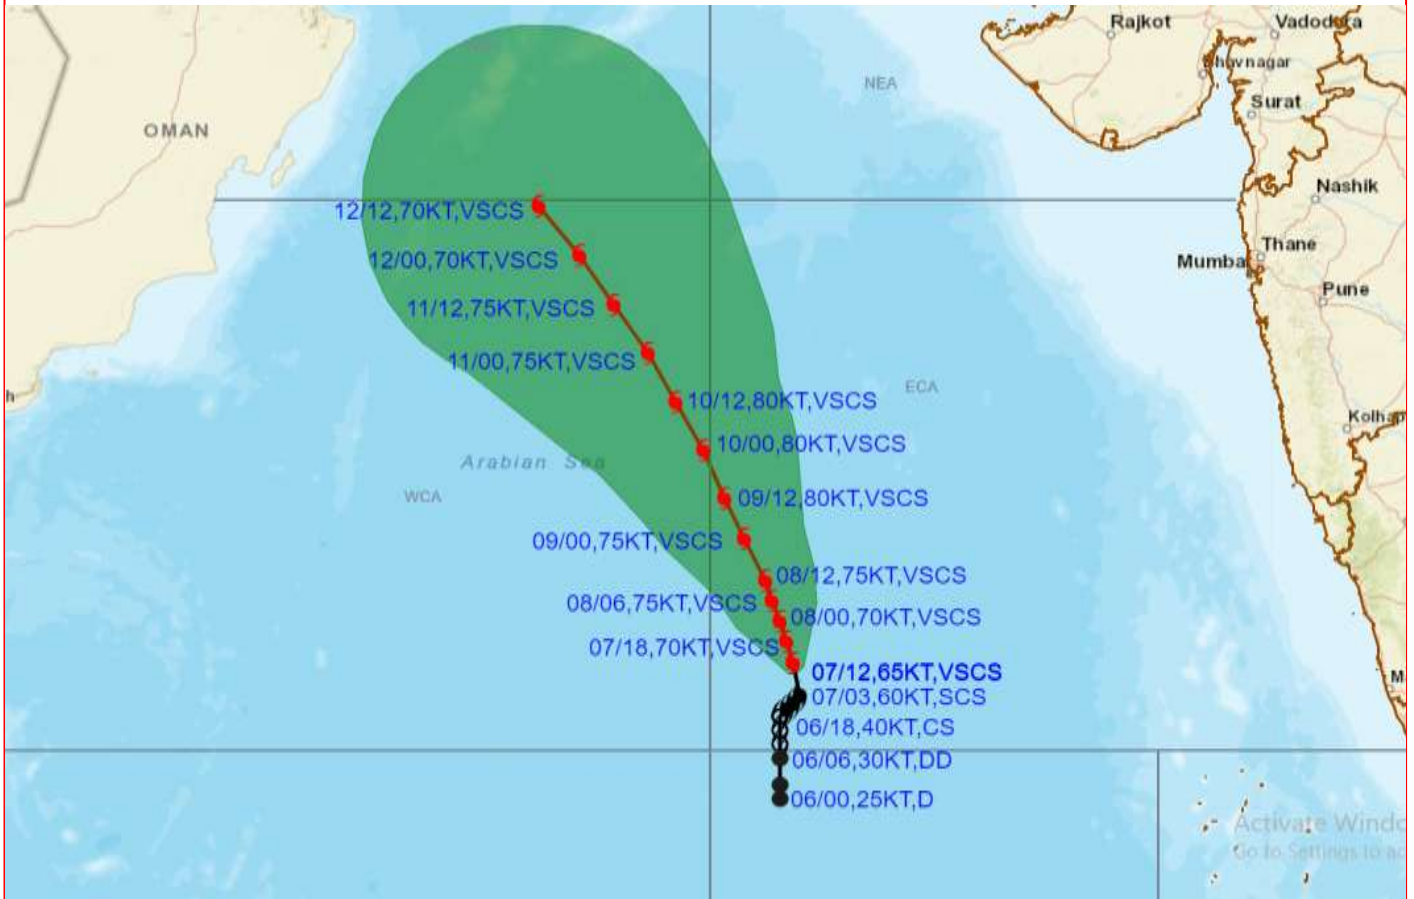 Rajkot
Vadodara
Bhavnagar
NEA
Surat
OMAN
Nashik
12/12,70KT,VSCS
Thane
12/00,70KT,VSCS
Mumbai
Pune
11/12,75KT,VSCS
11/00,75KT,VSCS
ECA
h
10/12,80KT,VSCS
Kolhap
10/00,80KT,VSCS
Arabian Sea
WCA
09/12,80KT,VSCS
09/00,75KT,VSCS
08/12,75KT,VSCS
08/06,75KT,VSCS
08/00,70KT,VSCS
07/18,70KT,VSCS
07/12,65KT,VSCS
M
07/03,60KT,SCS
06/18,40KT,CS
06/06,30KT,DD
06/00,25KT,D
Activate Windo
Go to Settings to ac